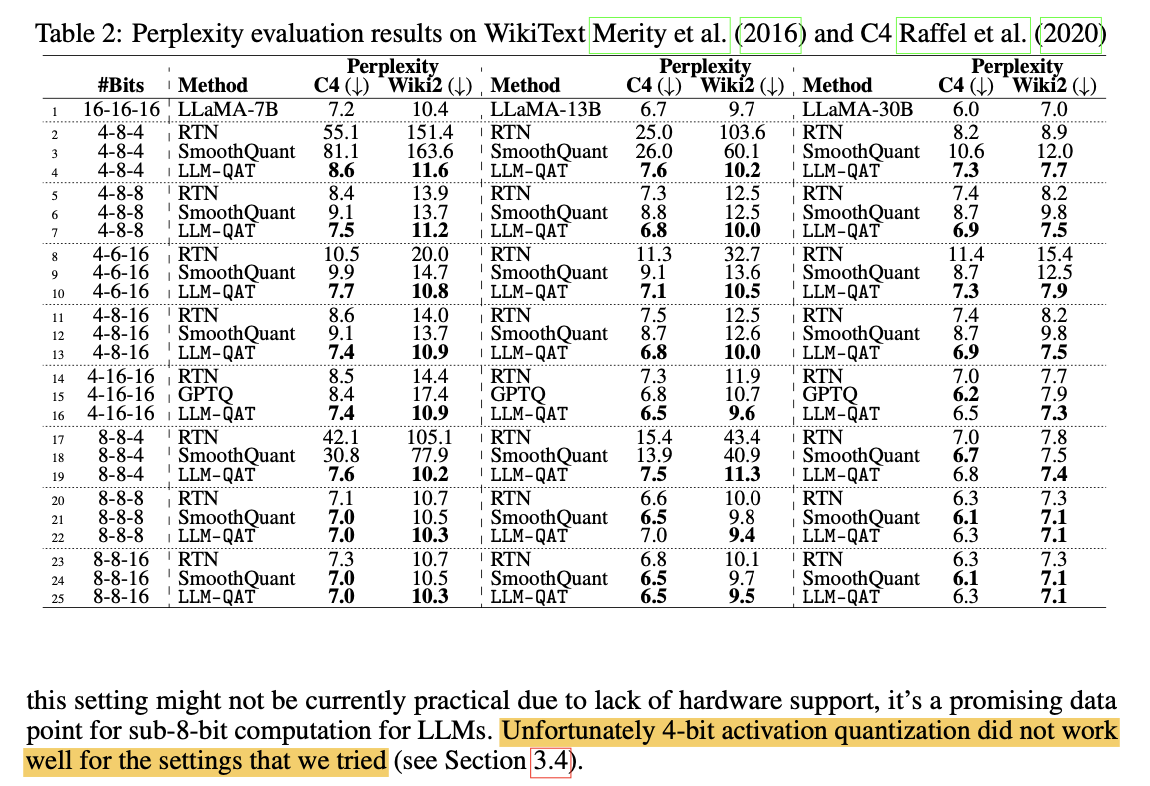 Table 2: Perplexity evaluation results on WikiText Merity et al. (2016) and C4 Raffel et al. (2020)
Perplexity Perplexity Perplexity
#Bits Method C4 (↓) Wiki2 (↓) Method C4 (↓) Wiki2 (↓) Method C4 (↓) Wiki2 (↓)
1 16-16-16 LLaMA-7B 7.2 10.4 LLaMA-13B 6.7 9.7 LLaMA-30B 6.0 7.0
2 4-8-4 RTN 55.1 151.4 RTN 25.0 103.6 RTN 8.2 8.9
3 4-8-4 SmoothQuant 81.1 163.6 SmoothQuant 26.0 60.1 SmoothQuant 10.6 12.0
4 4-8-4 LLM-QAT 8.6 11.6 LLM-QAT 7.6 10.2 LLM-QAT 7.3 7.7
5 4-8-8 RTN 8.4 13.9 RTN 7.3 12.5 RTN 7.4 8.2
6 4-8-8 SmoothQuant 9.1 13.7 SmoothQuant 8.8 12.5 SmoothQuant 8.7 9.8
7 4-8-8 LLM-QAT 7.5 11.2 LLM-QAT 6.8 10.0 LLM-QAT 6.9 7.5
8 4-6-16 RTN 10.5 20.0 RTN 11.3 32.7 RTN 11.4 15.4
9 4-6-16 SmoothQuant 9.9 14.7 SmoothQuant 9.1 13.6 SmoothQuant 8.7 12.5
10 4-6-16 LLM-QAT 7.7 10.8 LLM-QAT 7.1 10.5 LLM-QAT 7.3 7.9
11 4-8-16 RTN 8.6 14.0 RTN 7.5 12.5 RTN 7.4 8.2
12 4-8-16 SmoothQuant 9.1 13.7 SmoothQuant 8.7 12.6 SmoothQuant 8.7 9.8
13 4-8-16 LLM-QAT 7.4 10.9 LLM-QAT 6.8 10.0 LLM-QAT 6.9 7.5
14 4-16-16 RTN 8.5 14.4 RTN 7.3 11.9 RTN 7.0 7.7
15 4-16-16 GPTQ 8.4 17.4 GPTQ 6.8 10.7 GPTQ 6.2 7.9
16 4-16-16 LLM-QAT 7.4 10.9 LLM-QAT 6.5 9.6 LLM-QAT 6.5 7.3
17 8-8-4 RTN 42.1 105.1 RTN 15.4 43.4 RTN 7.0 7.8
18 8-8-4 SmoothQuant 30.8 77.9 SmoothQuant 13.9 40.9 SmoothQuant 6.7 7.5
19 8-8-4 LLM-QAT 7.6 10.2 LLM-QAT 7.5 11.3 LLM-QAT 6.8 7.4
20 8-8-8 RTN 7.1 10.7 RTN 6.6 10.0 RTN 6.3 7.3
21 8-8-8 SmoothQuant 7.0 10.5 SmoothQuant 6.5 9.8 SmoothQuant 6.1 7.1
22 8-8-8 LLM-QAT 7.0 10.3 LLM-QAT 7.0 9.4 LLM-QAT 6.3 7.1
23 8-8-16 RTN 7.3 10.7 RTN 6.8 10.1 RTN 6.3 7.3
24 8-8-16 SmoothQuant 7.0 10.5 SmoothQuant 6.5 9.7 SmoothQuant 6.1 7.1
25 8-8-16 LLM-QAT 7.0 10.3 LLM-QAT 6.5 9.5 LLM-QAT 6.3 7.1
this setting might not be currently practical due to lack of hardware support, it's a promising data
point for sub-8-bit computation for LLMs. Unfortunately 4-bit activation quantization did not work
well for the settings that we tried (see Section 3.4).